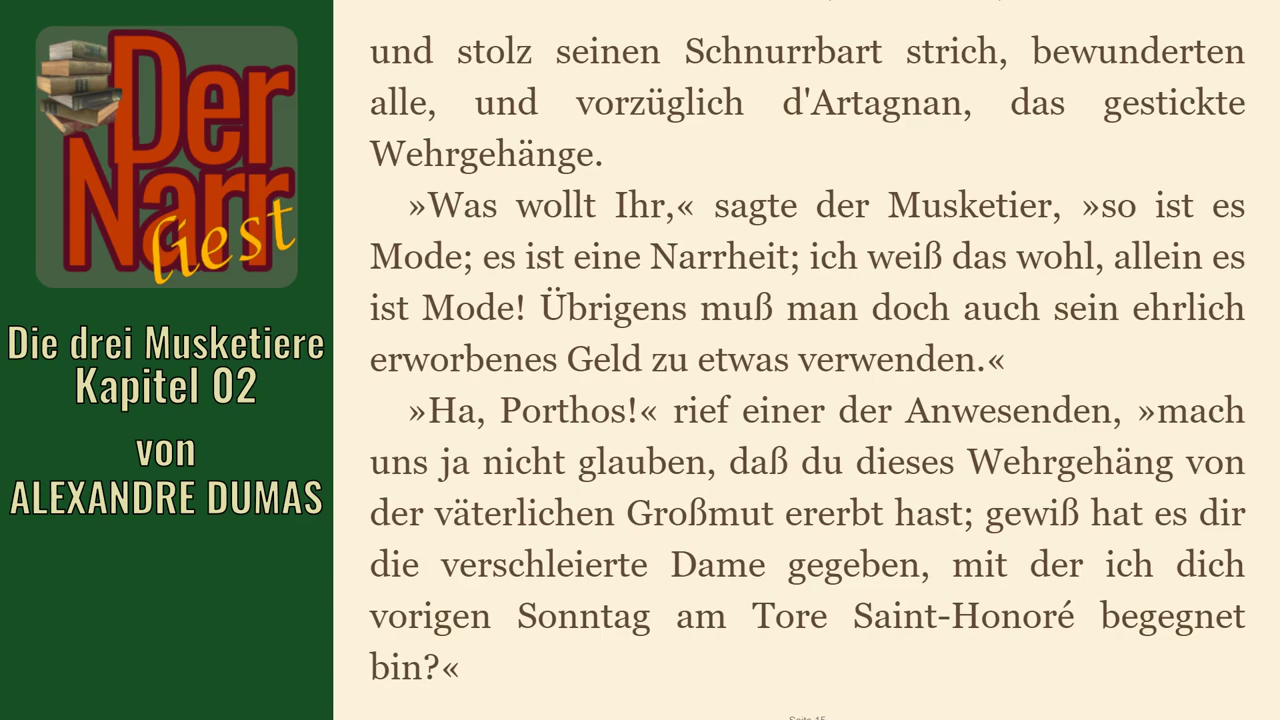 Der
Narr
liest
Die drei Musketiere
Kapitel 02
von
ALEXANDRE DUMAS
und stolz seinen Schnurrbart strich, bewunderten
alle, und vorzüglich d'Artagnan, das gestickte
Wehrgehänge.
»Was wollt Ihr,« sagte der Musketier, »so ist es
Mode; es ist eine Narrheit; ich weiß das wohl, allein es
ist Mode! Übrigens muß man doch auch sein ehrlich
erworbenes Geld zu etwas verwenden.«
»Ha, Porthos!« rief einer der Anwesenden, »mach
uns ja nicht glauben, daß du dieses Wehrgehäng von
der väterlichen Großmut ererbt hast; gewiß hat es dir
die verschleierte Dame gegeben, mit der ich dich
vorigen Sonntag am Tore Saint-Honoré begegnet
bin?«